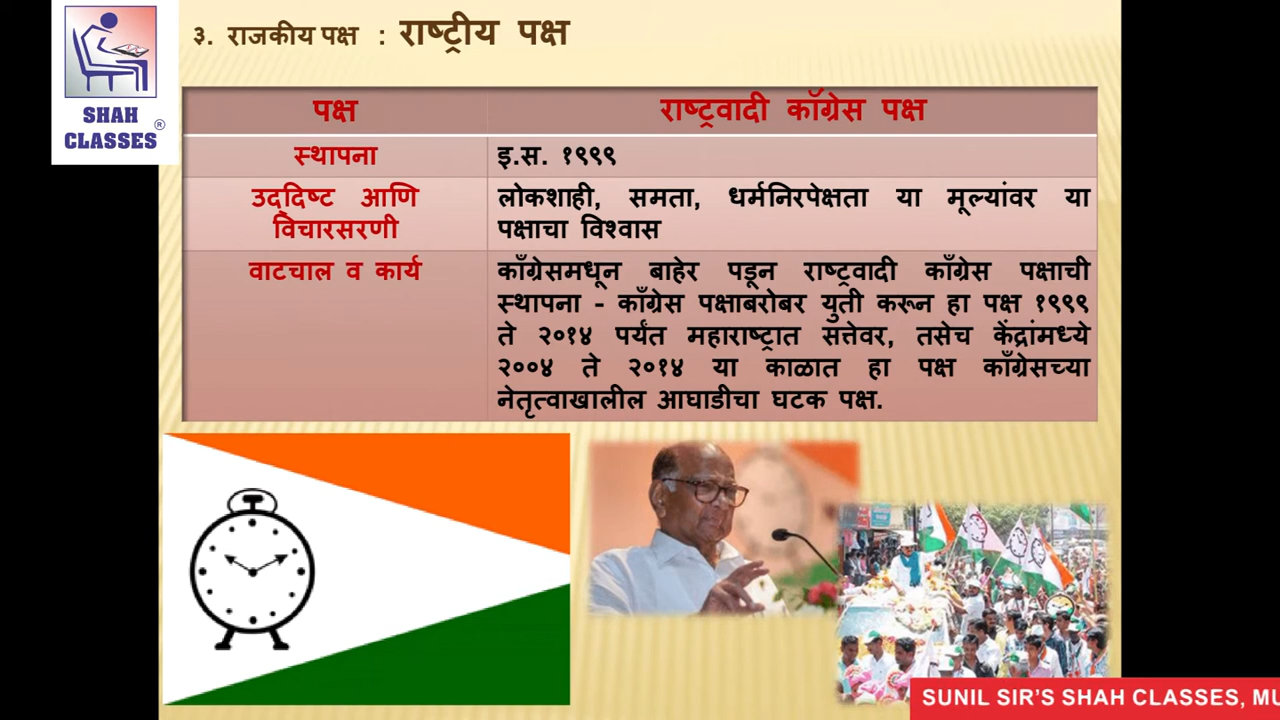 SHAH
CLASSES®
३. राजकीय पक्ष : राष्ट्रीय पक्ष
पक्ष राष्ट्रवादी काँग्रेस पक्ष
स्थापना इ.स. १९९९
उद्दिष्ट आणि
विचारसरणी
लोकशाही, समता, धर्मनिरपेक्षता या मूल्यांवर या
पक्षाचा विश्वास
वाटचाल व कार्य
काँग्रेसमधून बाहेर पडून राष्ट्रवादी काँग्रेस पक्षाची
स्थापना - काँग्रेस पक्षाबरोबर युती करून हा पक्ष १९९९
ते २०१४ पर्यंत महाराष्ट्रात सत्तेवर, तसेच केंद्रांमध्ये
२००४ ते २०१४ या काळात हा पक्ष काँग्रेसच्या
नेतृत्वाखालील आघाडीचा घटक पक्ष.
SUNIL SIR'S SHAH CLASSES, MU